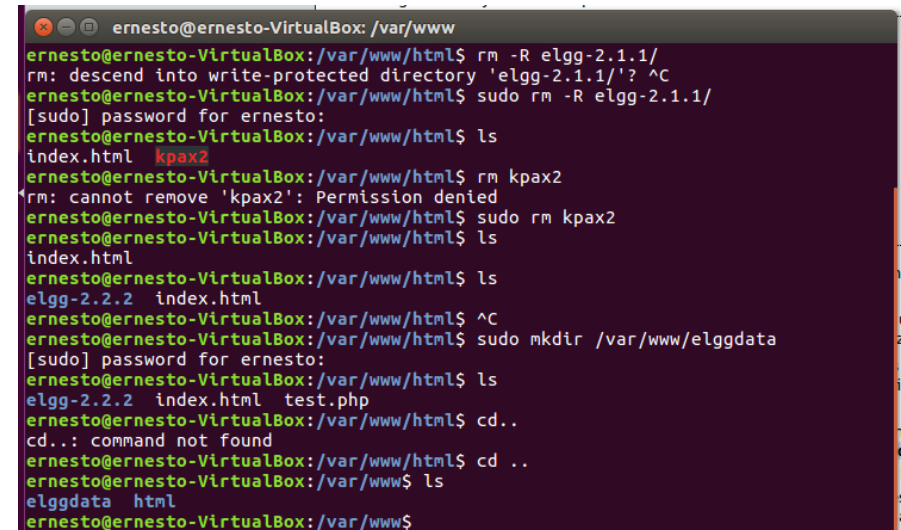 ernesto@ernesto-VirtualBox: /var/www
ernesto@ernesto-VirtualBox:/var/www/html$ rm -R elgg-2.1.1/
rm: descend into write-protected directory 'elgg-2.1.1/'? ^C
ernesto@ernesto-VirtualBox:/var/www/html$ sudo rm -R elgg-2.1.1/
[sudo] password for ernesto:
ernesto@ernesto-VirtualBox:/var/www/html$ ls
index.html  kpax2
ernesto@ernesto-VirtualBox:/var/www/html$ rm kpax2
rm: cannot remove 'kpax2': Permission denied
ernesto@ernesto-VirtualBox:/var/www/html$ sudo rm kpax2
ernesto@ernesto-VirtualBox:/var/www/html$ ls
index.html
ernesto@ernesto-VirtualBox:/var/www/html$ ls
elgg-2.2.2  index.html
ernesto@ernesto-VirtualBox:/var/www/html$ ^C
ernesto@ernesto-VirtualBox:/var/www/html$ sudo mkdir /var/www/elggdata
[sudo] password for ernesto:
ernesto@ernesto-VirtualBox:/var/www/html$ ls
elgg-2.2.2  index.html  test.php
ernesto@ernesto-VirtualBox:/var/www/html$ cd..
cd..: command not found
ernesto@ernesto-VirtualBox:/var/www/html$ cd ..
ernesto@ernesto-VirtualBox:/var/www$ ls
elggdata  html
ernesto@ernesto-VirtualBox:/var/www$